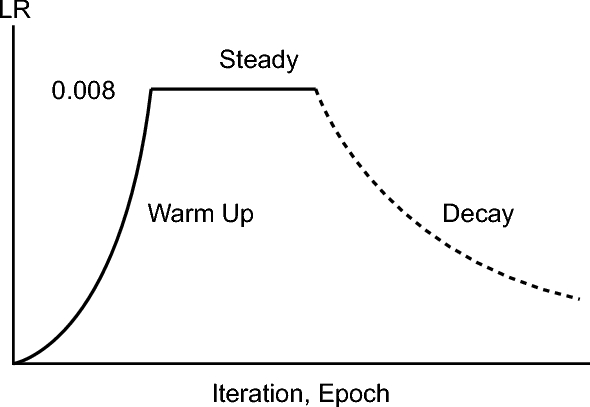 LR
Steady
0.008
Warm Up
Decay
Iteration, Epoch